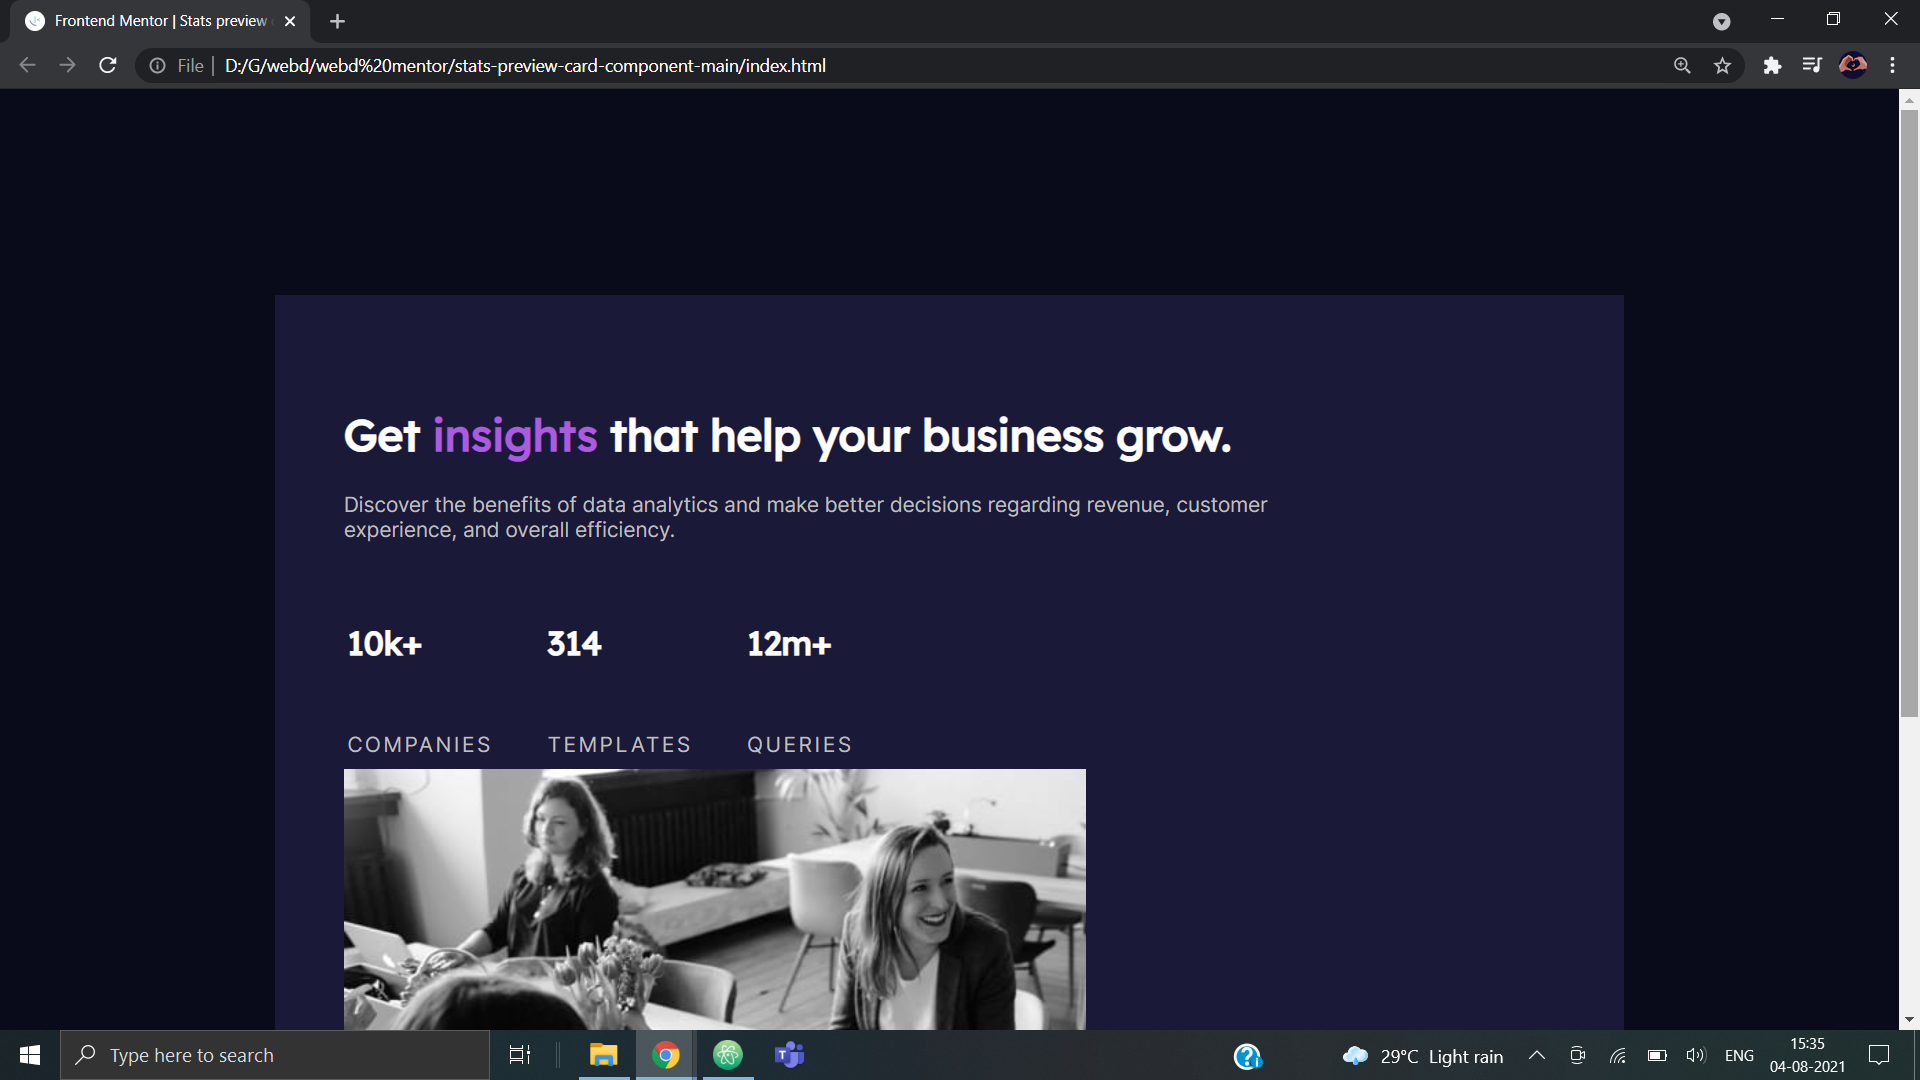 Frontend Mentor | Stats preview
File
D:/G/webd/webd%20mentor/stats-preview-card-component-main/index.html
Get insights that help your business grow.
Discover the benefits of data analytics and make better decisions regarding revenue, customer
experience, and overall efficiency.
10k+ 314 12m+
COMPANIES TEMPLATES QUERIES
Type here to search
29°C Light rain
ENG
15:35
04-08-2021